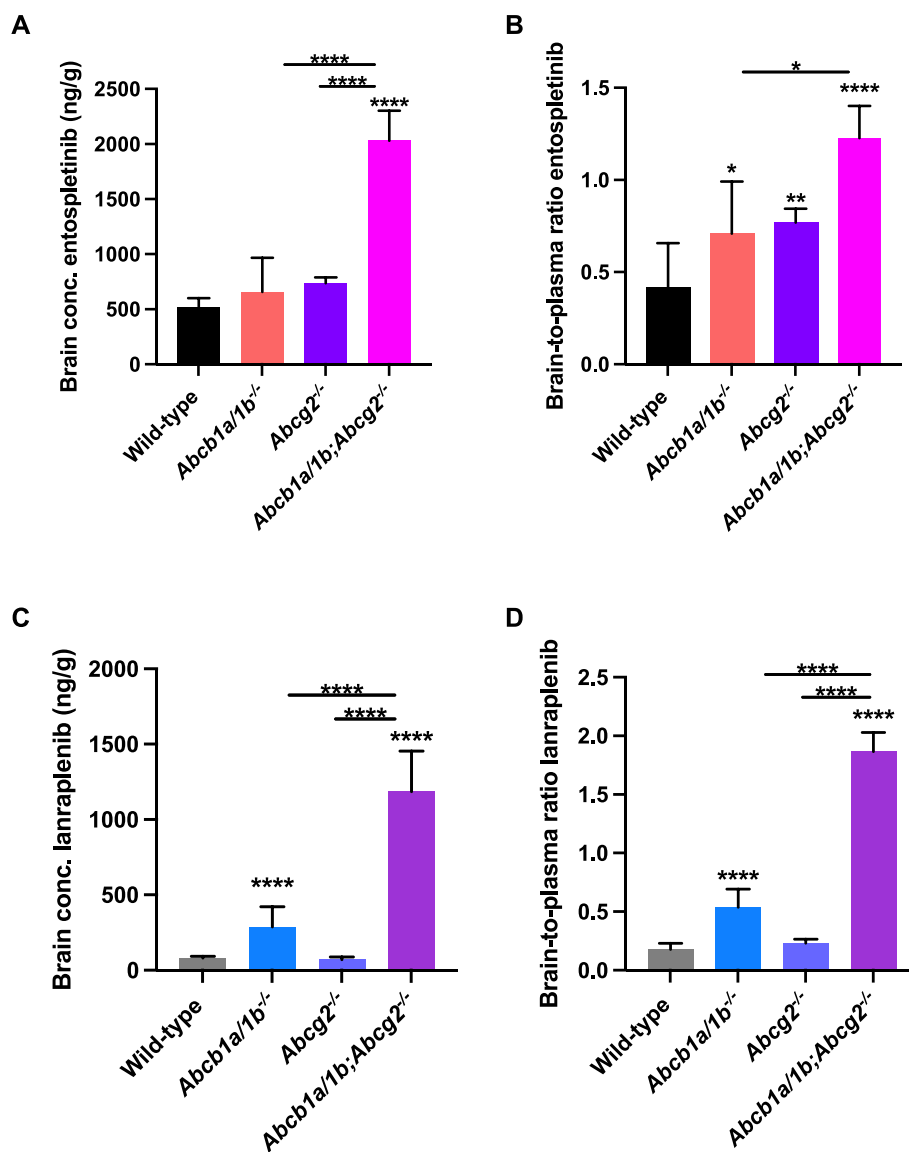 A
Brain conc. entospletinib (ng/g)
2500
2000
1500
1000
500
0
****
****
****
Wild-type
Abcb1a/1b-/-
Abcg2-/-
Abcb1a/1b;Abcg2-/-
B
Brain-to-plasma ratio entospletinib
1.5
1.0
0.5
0.0
*
****
*
**
Wild-type
Abcb1a/1b-/-
Abcg2-/-
Abcb1a/1b;Abcg2-/-
C
Brain conc. lanraplenib (ng/g)
2000
1500
1000
500
0
****
****
****
****
Wild-type
Abcb1a/1b-/-
Abcg2-/-
Abcb1a/1b;Abcg2-/-
D
Brain-to-plasma ratio lanraplenib
2.5
2.0
1.5
1.0
0.5
0.0
****
****
****
****
Wild-type
Abcb1a/1b-/-
Abcg2-/-
Abcb1a/1b;Abcg2-/-